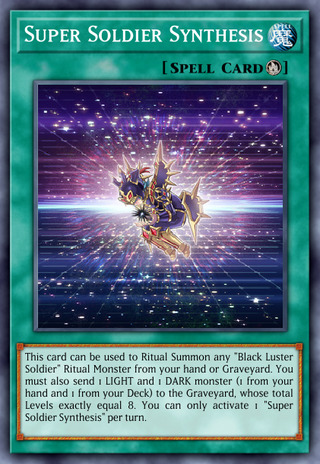 Super Soldier Synthesis
魔
[Spell Card]
This card can be used to Ritual Summon any "Black Luster
Soldier" Ritual Monster from your hand or Graveyard. You
must also send 1 LIGHT and 1 DARK monster (1 from your
hand and 1 from your Deck) to the Graveyard, whose total
Levels exactly equal 8. You can only activate 1 "Super
Soldier Synthesis" per turn.